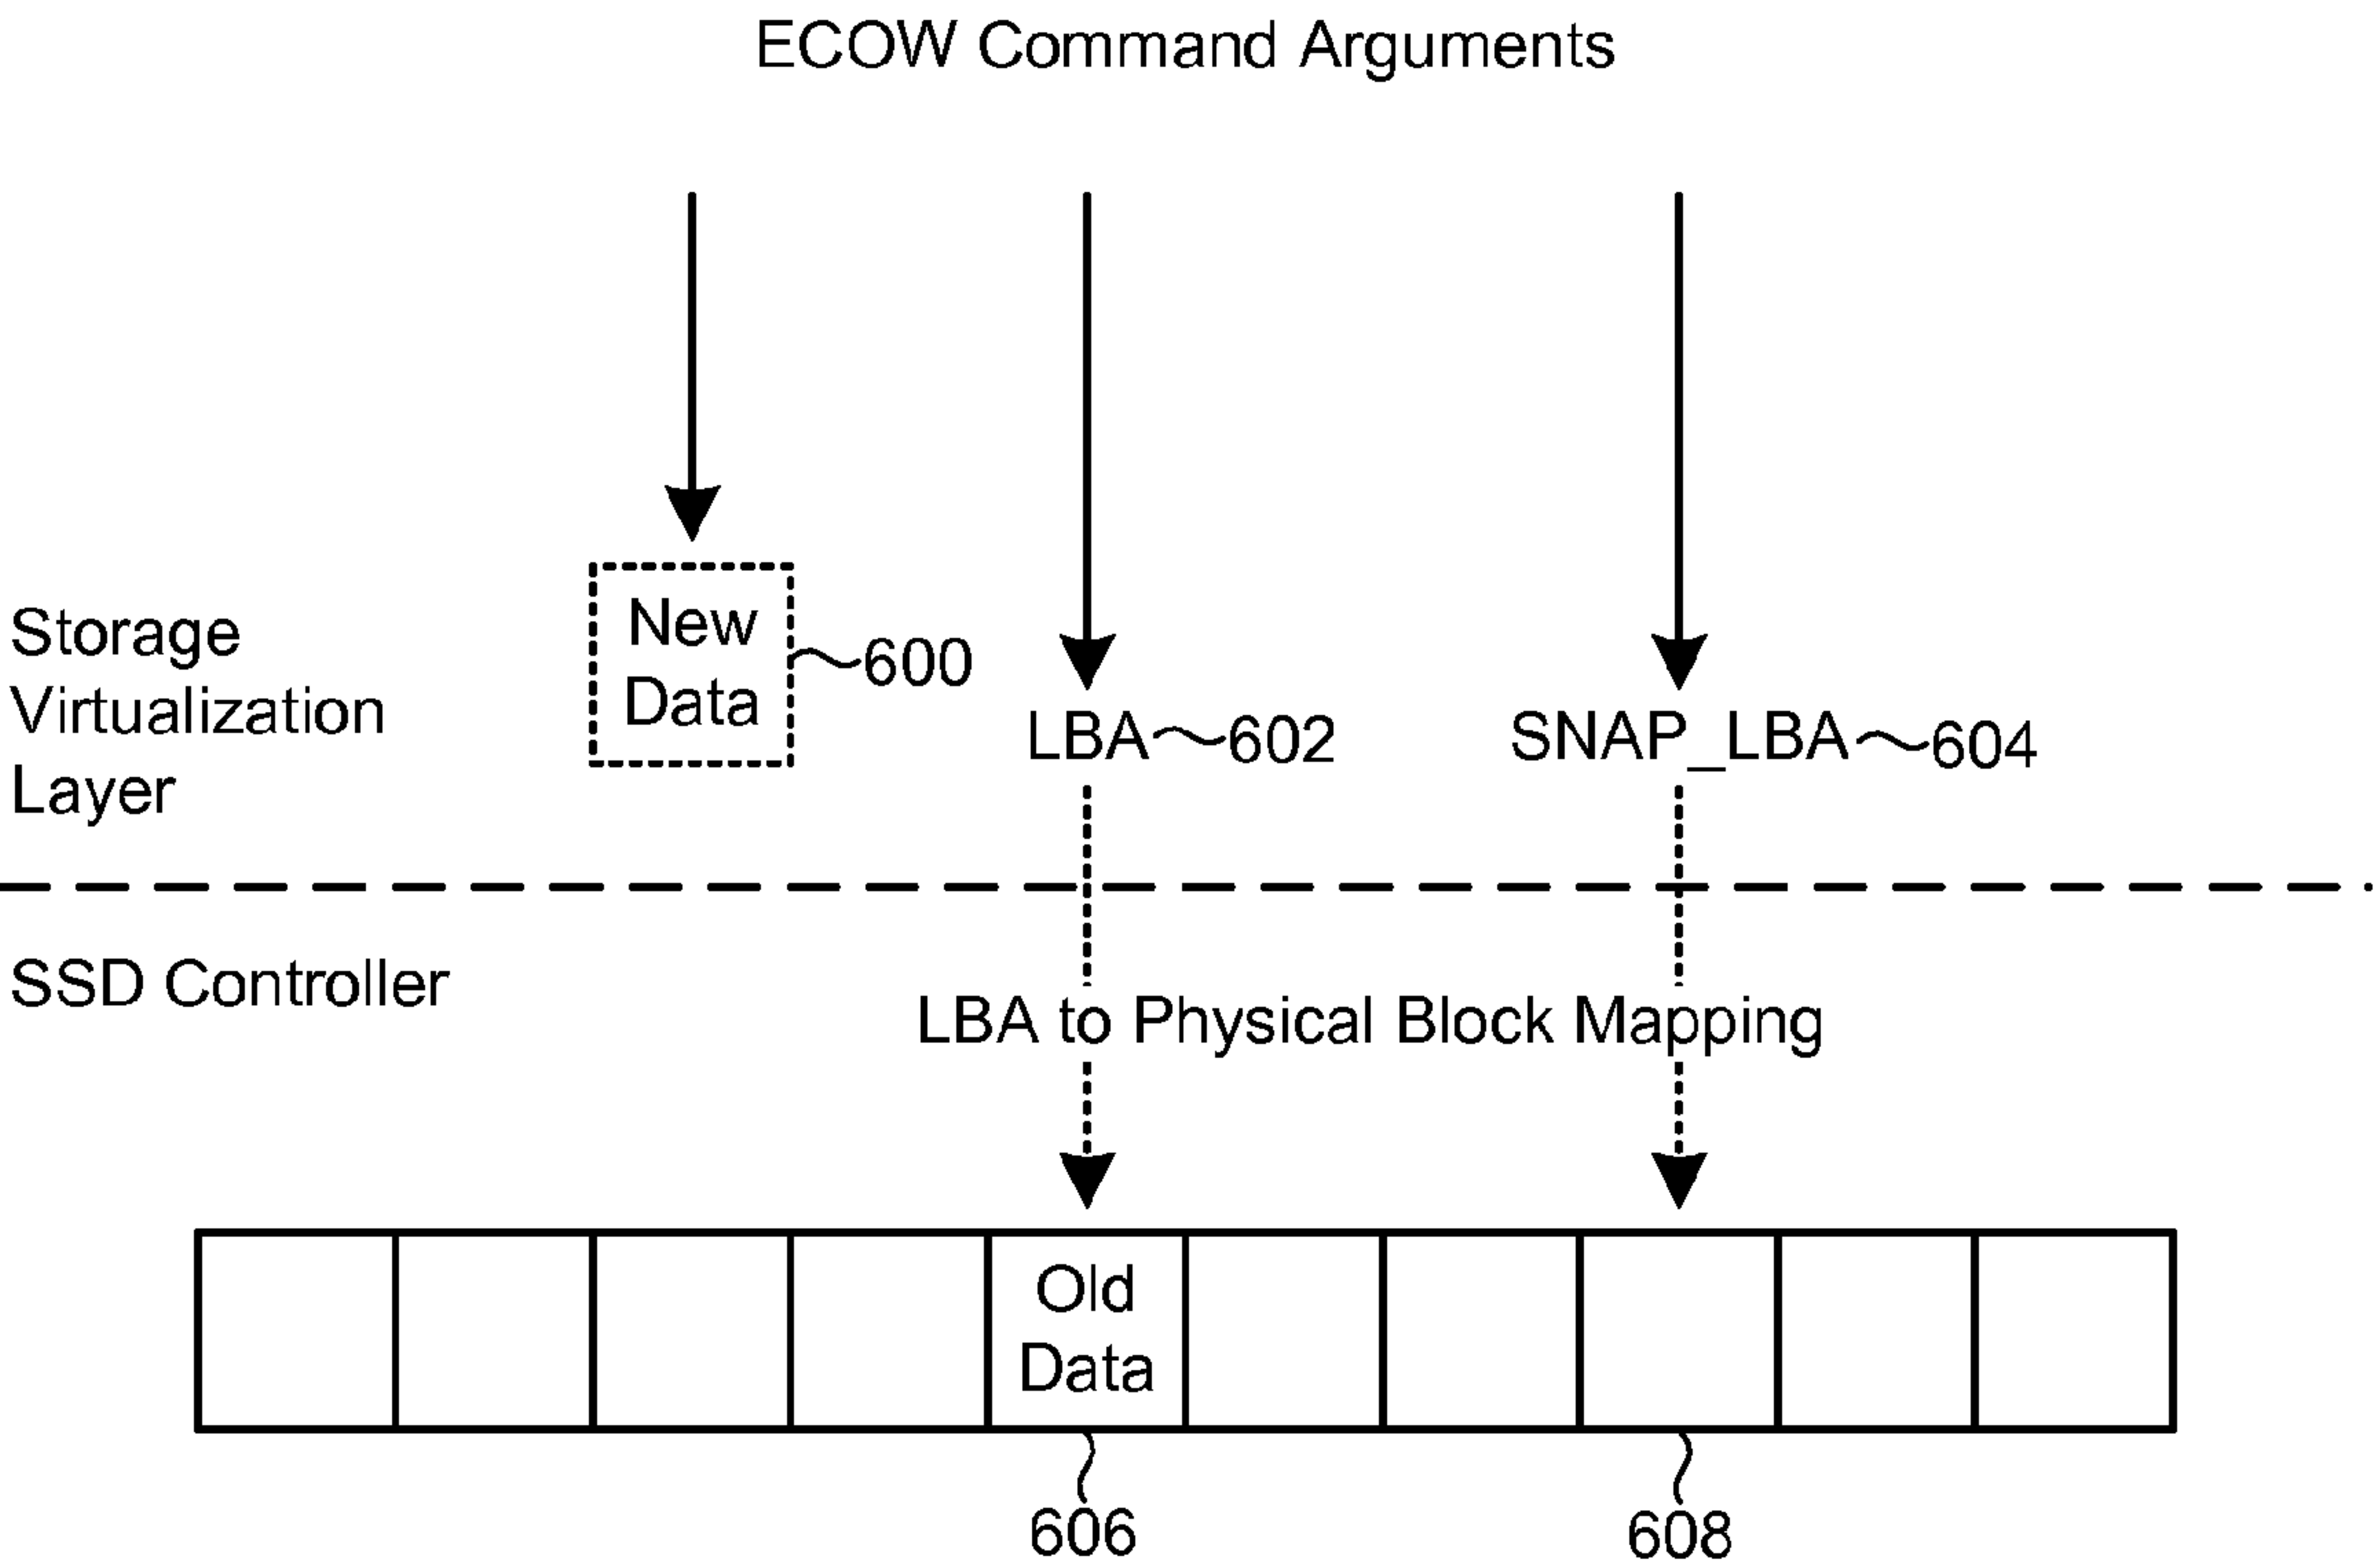 ECOW Command Arguments
New
Data
600
Storage
Virtualization
Layer
LBA 602
SNAP_LBA 604
SSD Controller
LBA to Physical Block Mapping
Old
Data
606
608